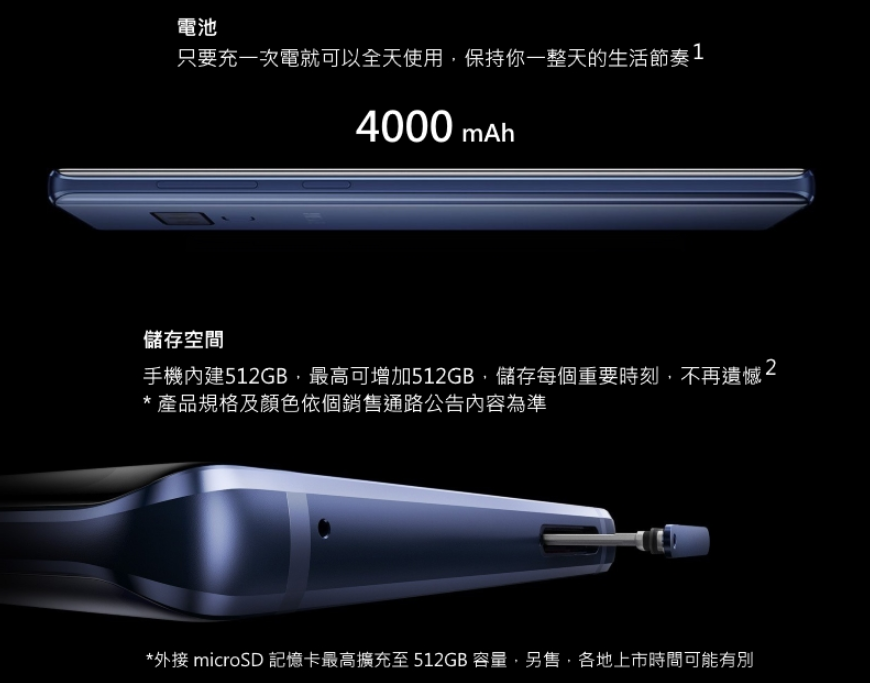 電池
只要充一次電就可以全天使用,保持你一整天的生活節奏1
4000 mAh
儲存空間
手機內建512GB,最高可增加512GB,儲存每個重要時刻,不再遺憾2
* 產品規格及顏色依個銷售通路公告內容為準
*外接 microSD 記憶卡最高擴充至 512GB 容量,另售,各地上市時間可能有別